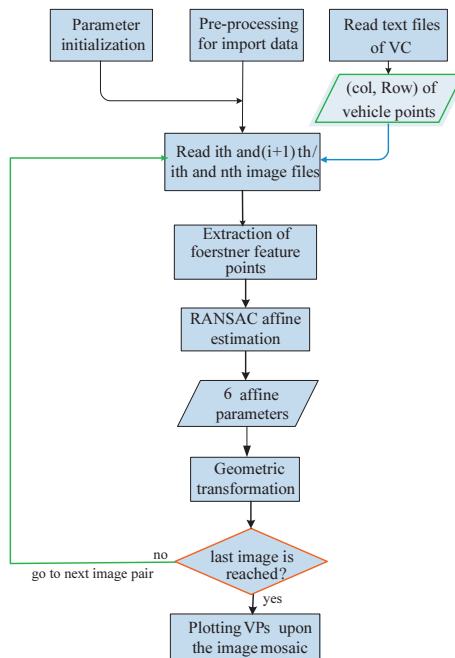 Parameter
initialization
Pre-processing
for import data
Read text files
of VC
(col, Row) of
vehicle points
Read ith and(i+1) th/
ith and nth image files
Extraction of
foerstner feature
points
RANSAC affine
estimation
6 affine
parameters
Geometric
transformation
last image is
reached?
no
go to next image pair
yes
Plotting VPs upon
the image mosaic